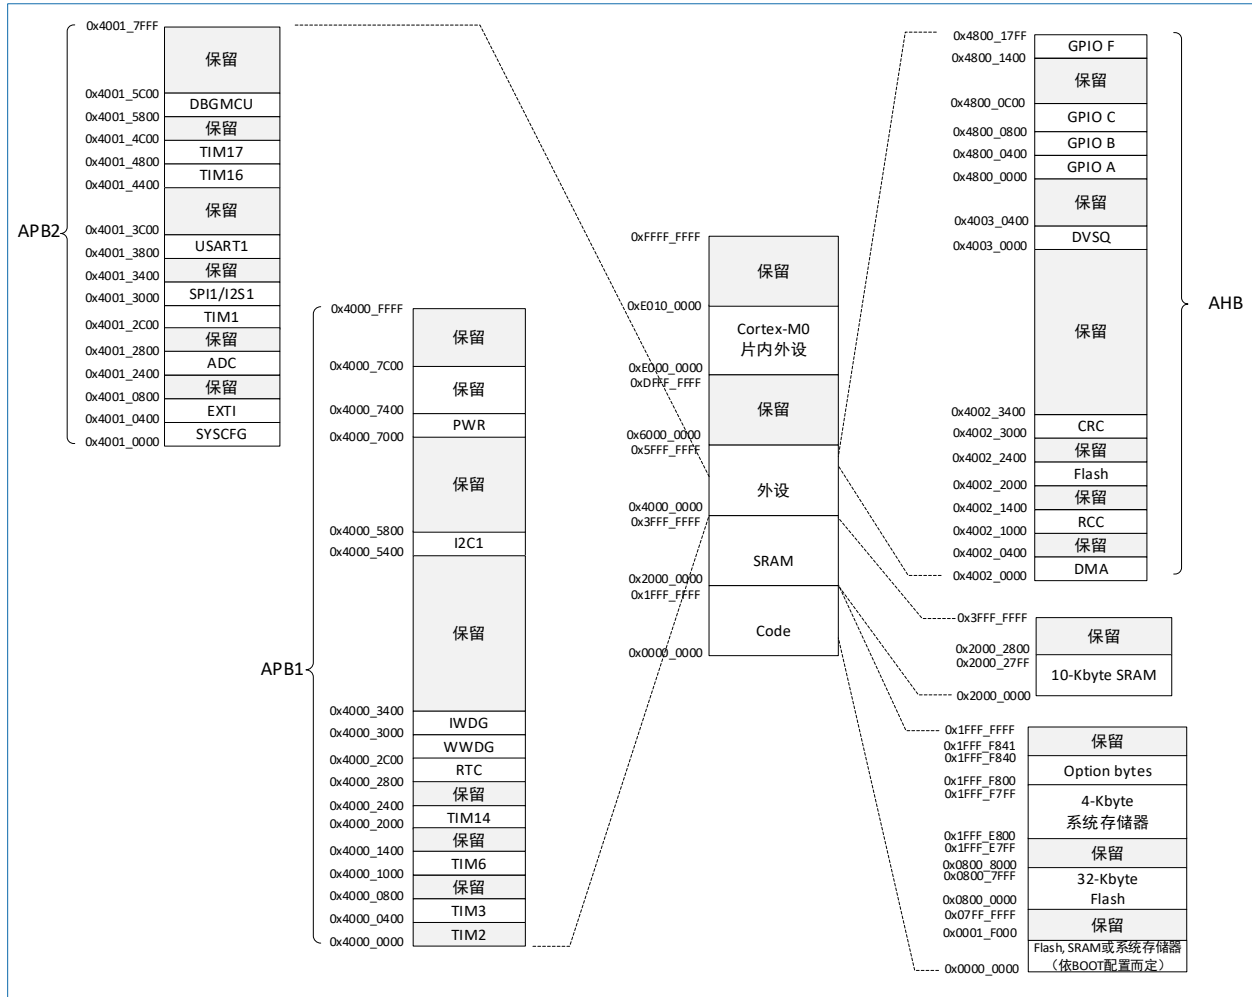 APB2
0x4001_7FFF
保留
0x4001_5C00
DBGMCU
0x4001_5800
保留
0x4001_4C00
TIM17
0x4001_4800
TIM16
0x4001_4400
保留
0x4001_3C00
USART1
0x4001_3800
保留
0x4001_3400
SPI1/I2S1
0x4001_3000
TIM1
0x4001_2C00
保留
0x4001_2800
ADC
0x4001_2400
保留
0x4001_0800
EXTI
0x4001_0400
SYSCFG
0x4001_0000
APB1
0x4000_FFFF
保留
0x4000_7C00
保留
0x4000_7400
PWR
0x4000_7000
保留
0x4000_5800
I2C1
0x4000_5400
保留
0x4000_3400
IWDG
0x4000_3000
WWDG
0x4000_2C00
RTC
0x4000_2800
保留
0x4000_2400
TIM14
0x4000_2000
保留
0x4000_1400
TIM6
0x4000_1000
保留
0x4000_0800
TIM3
0x4000_0400
TIM2
0x4000_0000
0xFFFF_FFFF
保留
0xE010_0000
Cortex-M0
片内外设
0xE000_0000
0xDFFF_FFFF
保留
0x6000_0000
0x5FFF_FFFF
外设
0x4000_0000
0x3FFF_FFFF
SRAM
0x2000_0000
0x1FFF_FFFF
Code
0x0000_0000
AHB
0x4800_17FF
GPIO F
0x4800_1400
保留
0x4800_0C00
GPIO C
0x4800_0800
GPIO B
0x4800_0400
GPIO A
0x4800_0000
保留
0x4003_0400
DVSQ
0x4003_0000
保留
0x4002_3400
CRC
0x4002_3000
保留
0x4002_2400
Flash
0x4002_2000
保留
0x4002_1400
RCC
0x4002_1000
保留
0x4002_0400
DMA
0x4002_0000
0x3FFF_FFFF
保留
0x2000_2800
0x2000_27FF
10-Kbyte SRAM
0x2000_0000
0x1FFF_FFFF
保留
0x1FFF_F841
0x1FFF_F840
Option bytes
0x1FFF_F800
0x1FFF_F7FF
4-Kbyte
系统存储器
0x1FFF_E800
0x1FFF_E7FF
保留
0x0800_8000
0x0800_7FFF
32-Kbyte
Flash
0x0800_0000
0x07FF_FFFF
保留
0x0001_F000
Flash, SRAM或系统存储器
（依BOOT配置而定）
0x0000_0000